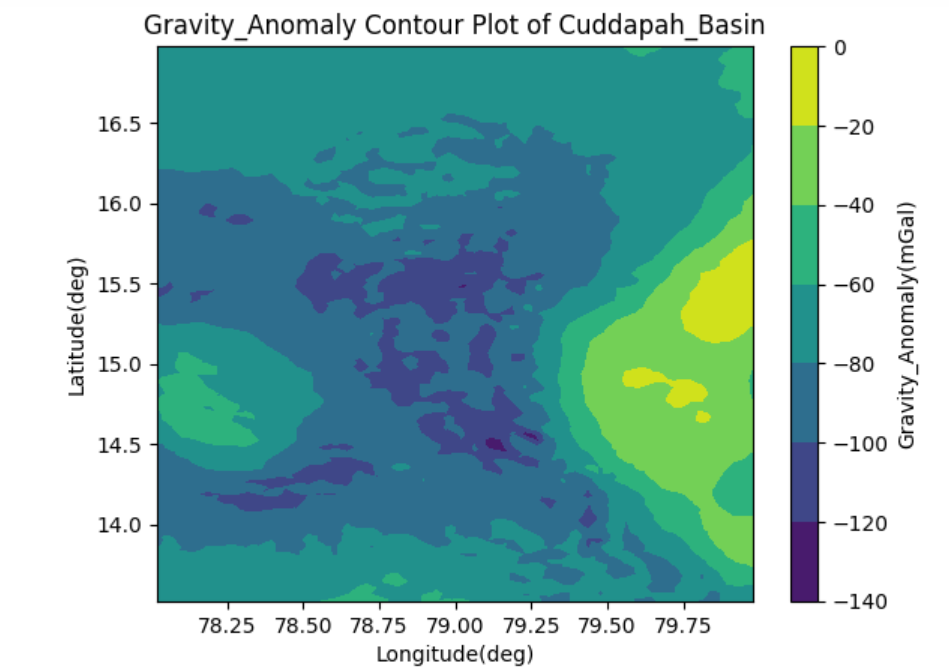 Gravity_Anomaly Contour Plot of Cuddapah_Basin
16.5
16.0
15.5
15.0
14.5
14.0
Latitude(deg)
78.25 78.50 78.75 79.00 79.25 79.50 79.75
Longitude(deg)
0
−20
−40
−60
−80
−100
−120
−140
Gravity_Anomaly(mGal)